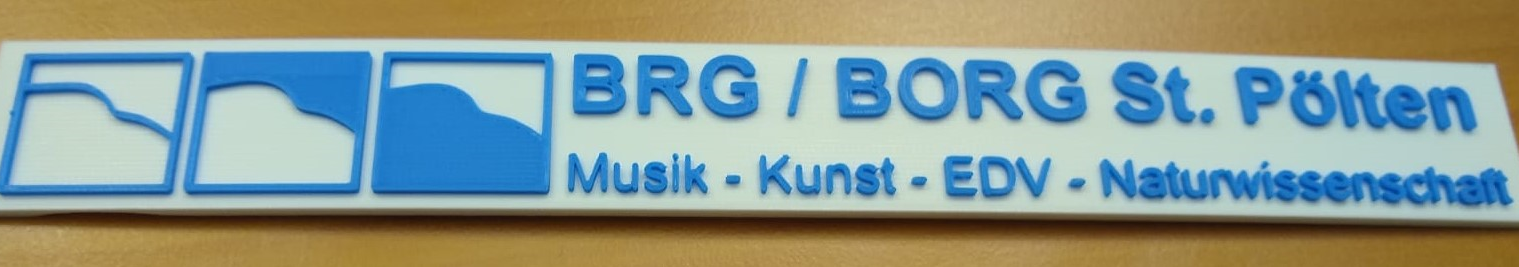 BRG / BORG St. Pölten
Musik - Kunst - EDV - Naturwissenschaft